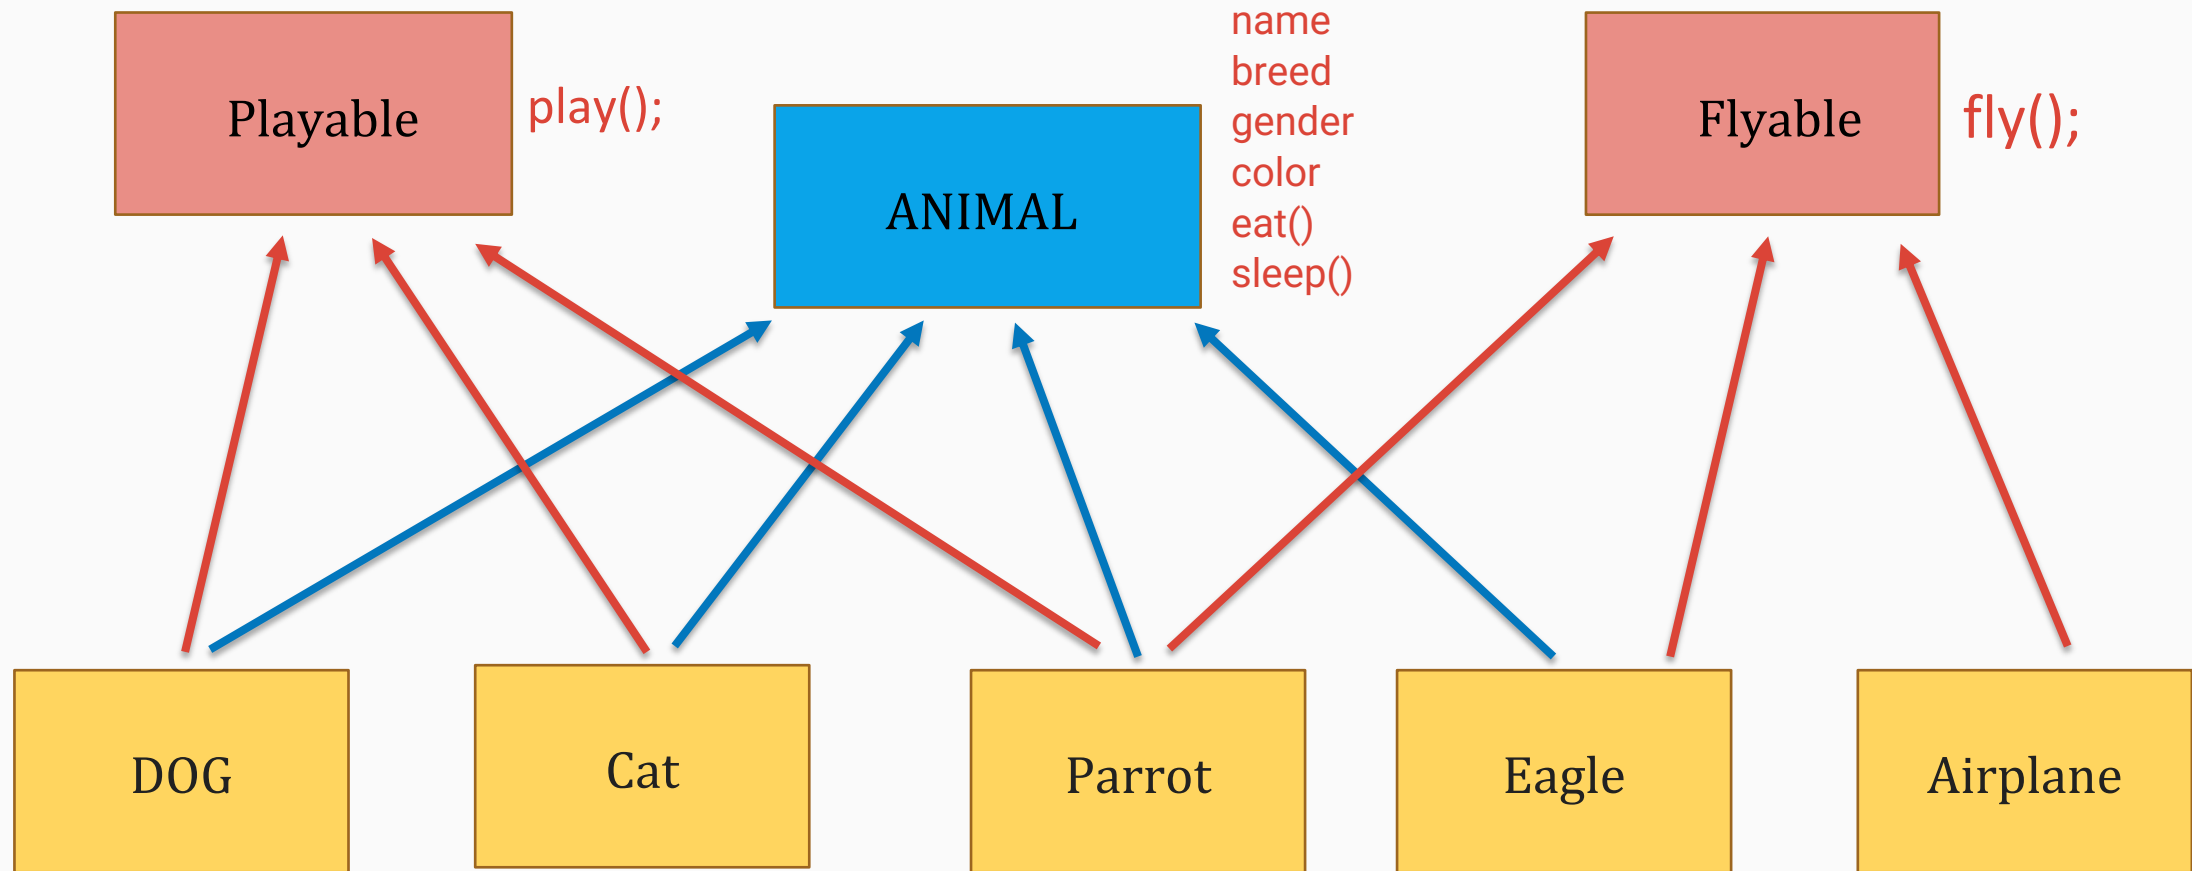 Playable
play();
ANIMAL
name
breed
gender
color
eat()
sleep()
Flyable
fly();
DOG
Cat
Parrot
Eagle
Airplane